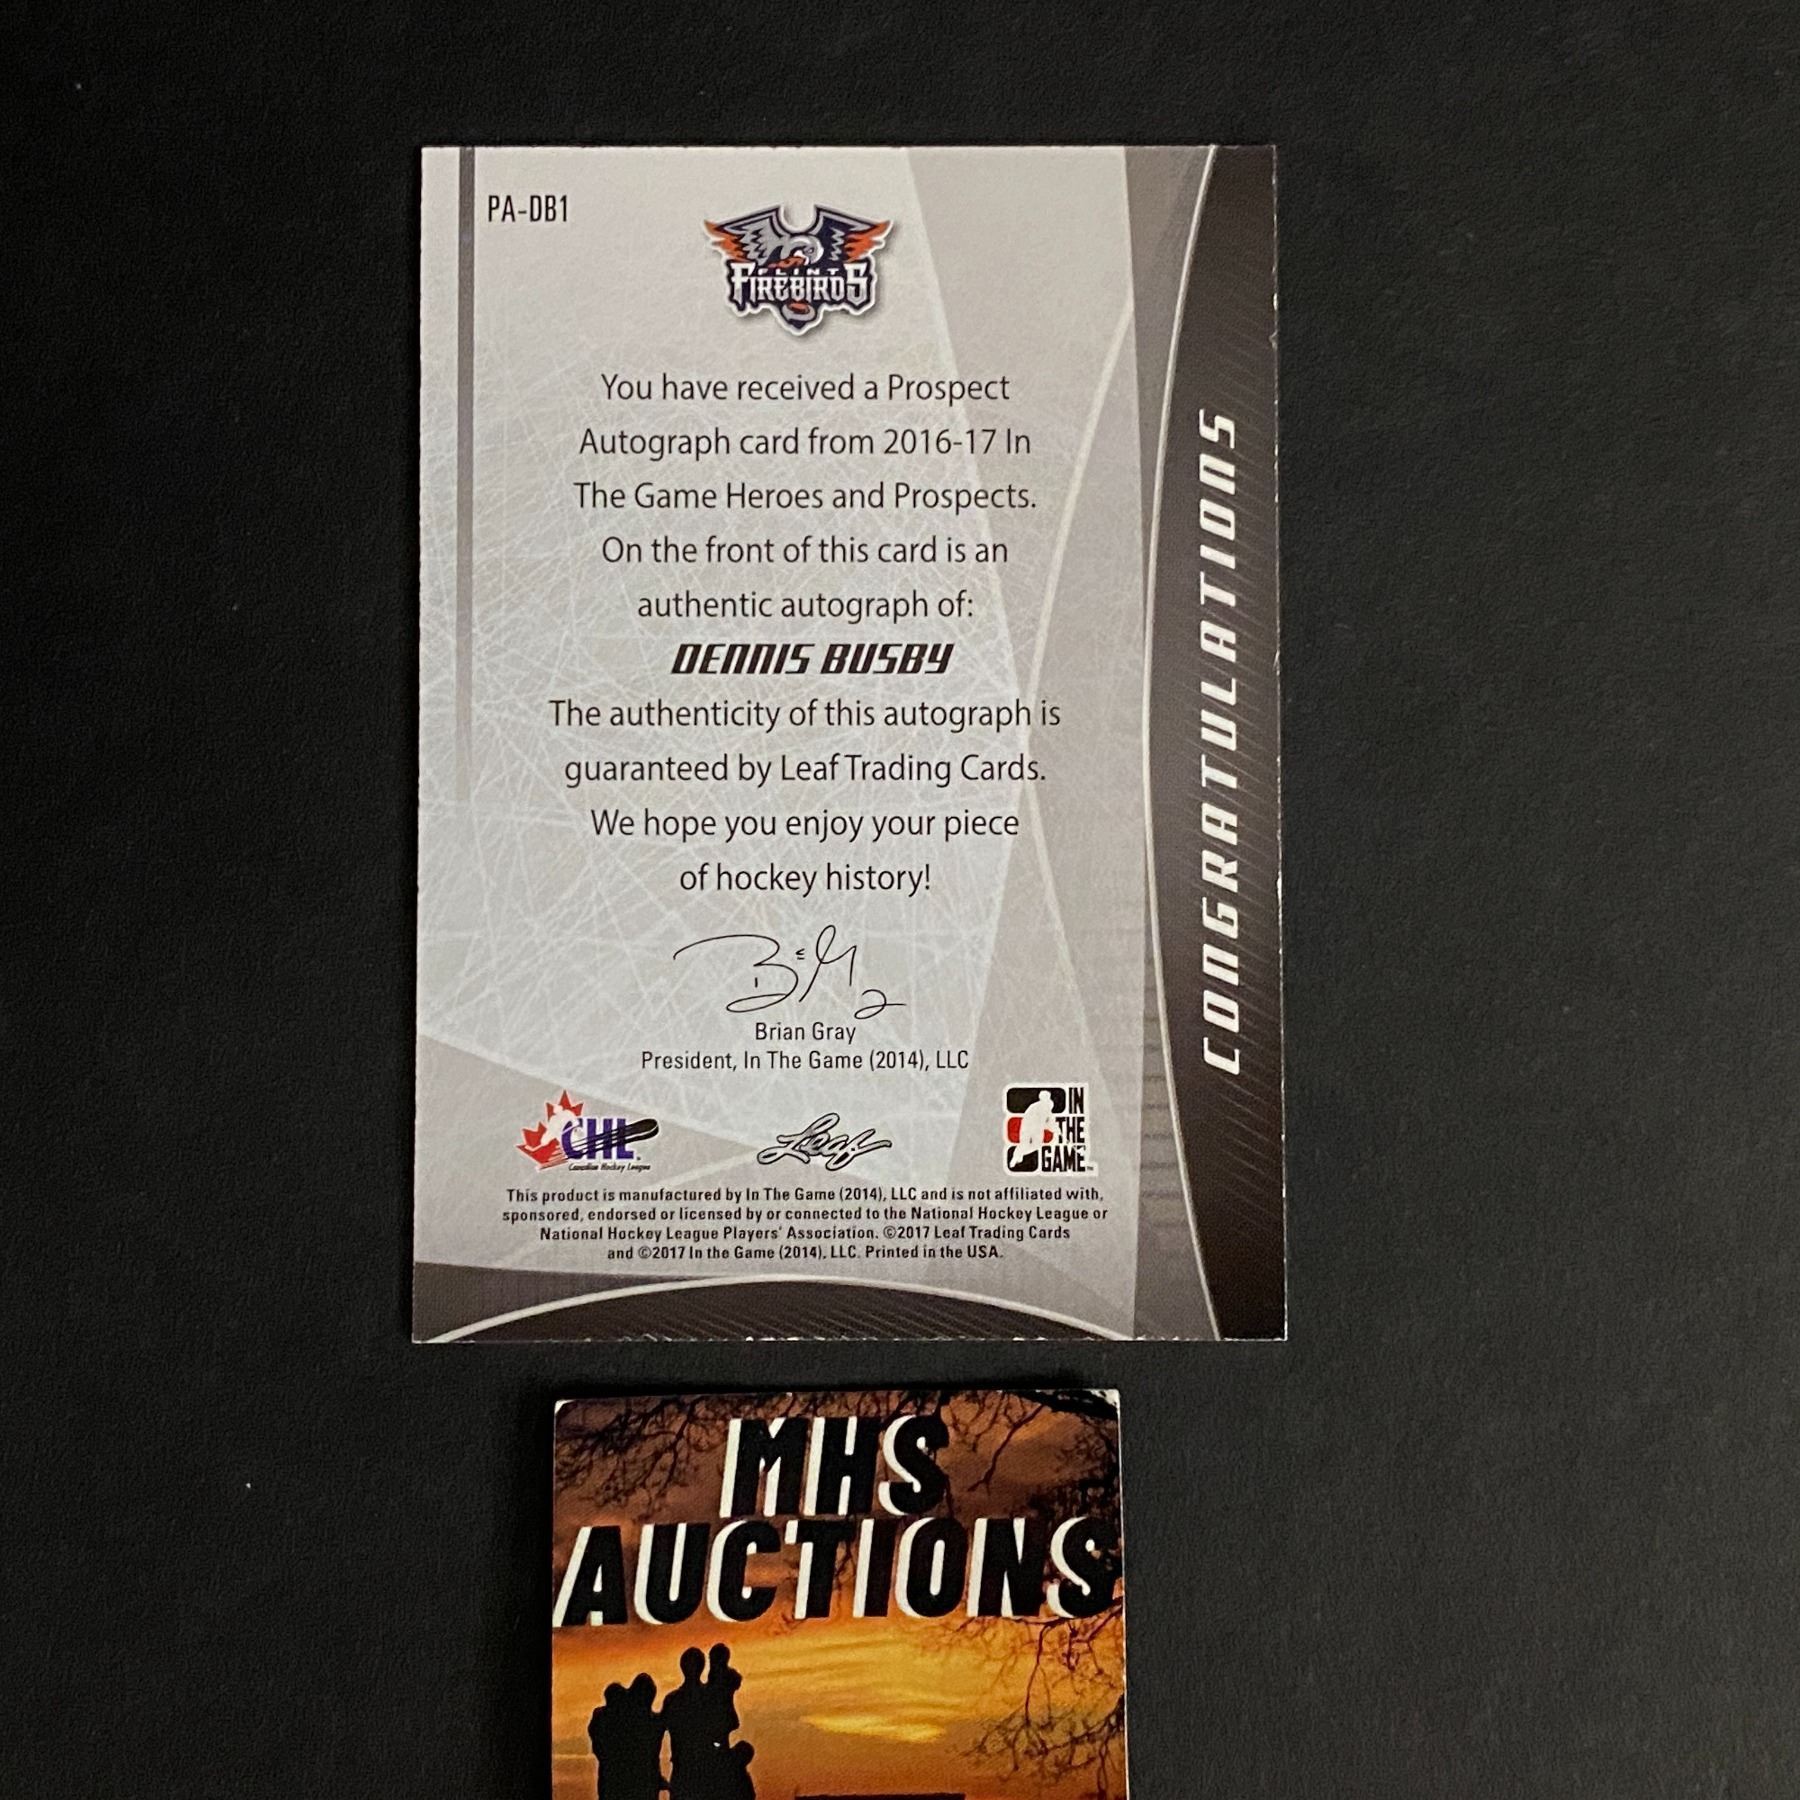 PA-DB1
FLINT
FIREBIRDS
You have received a Prospect
Autograph card from 2016-17 In
The Game Heroes and Prospects.
On the front of this card is an
authentic autograph of:
DENNIS BUSBY
The authenticity of this autograph is
guaranteed by Leaf Trading Cards.
We hope you enjoy your piece
of hockey history!
Brian Gray
President, In The Game (2014), LLC
CHL
Canadian Hockey League
Leaf
IN
THE
GAME
This product is manufactured by In The Game (2014), LLC and is not affiliated with,
sponsored, endorsed or licensed by or connected to the National Hockey League or
National Hockey League Players' Association. ©2017 Leaf Trading Cards
and ©2017 In the Game (2014), LLC. Printed in the USA.
CONGRATULATIONS
MHS
AUCTIONS